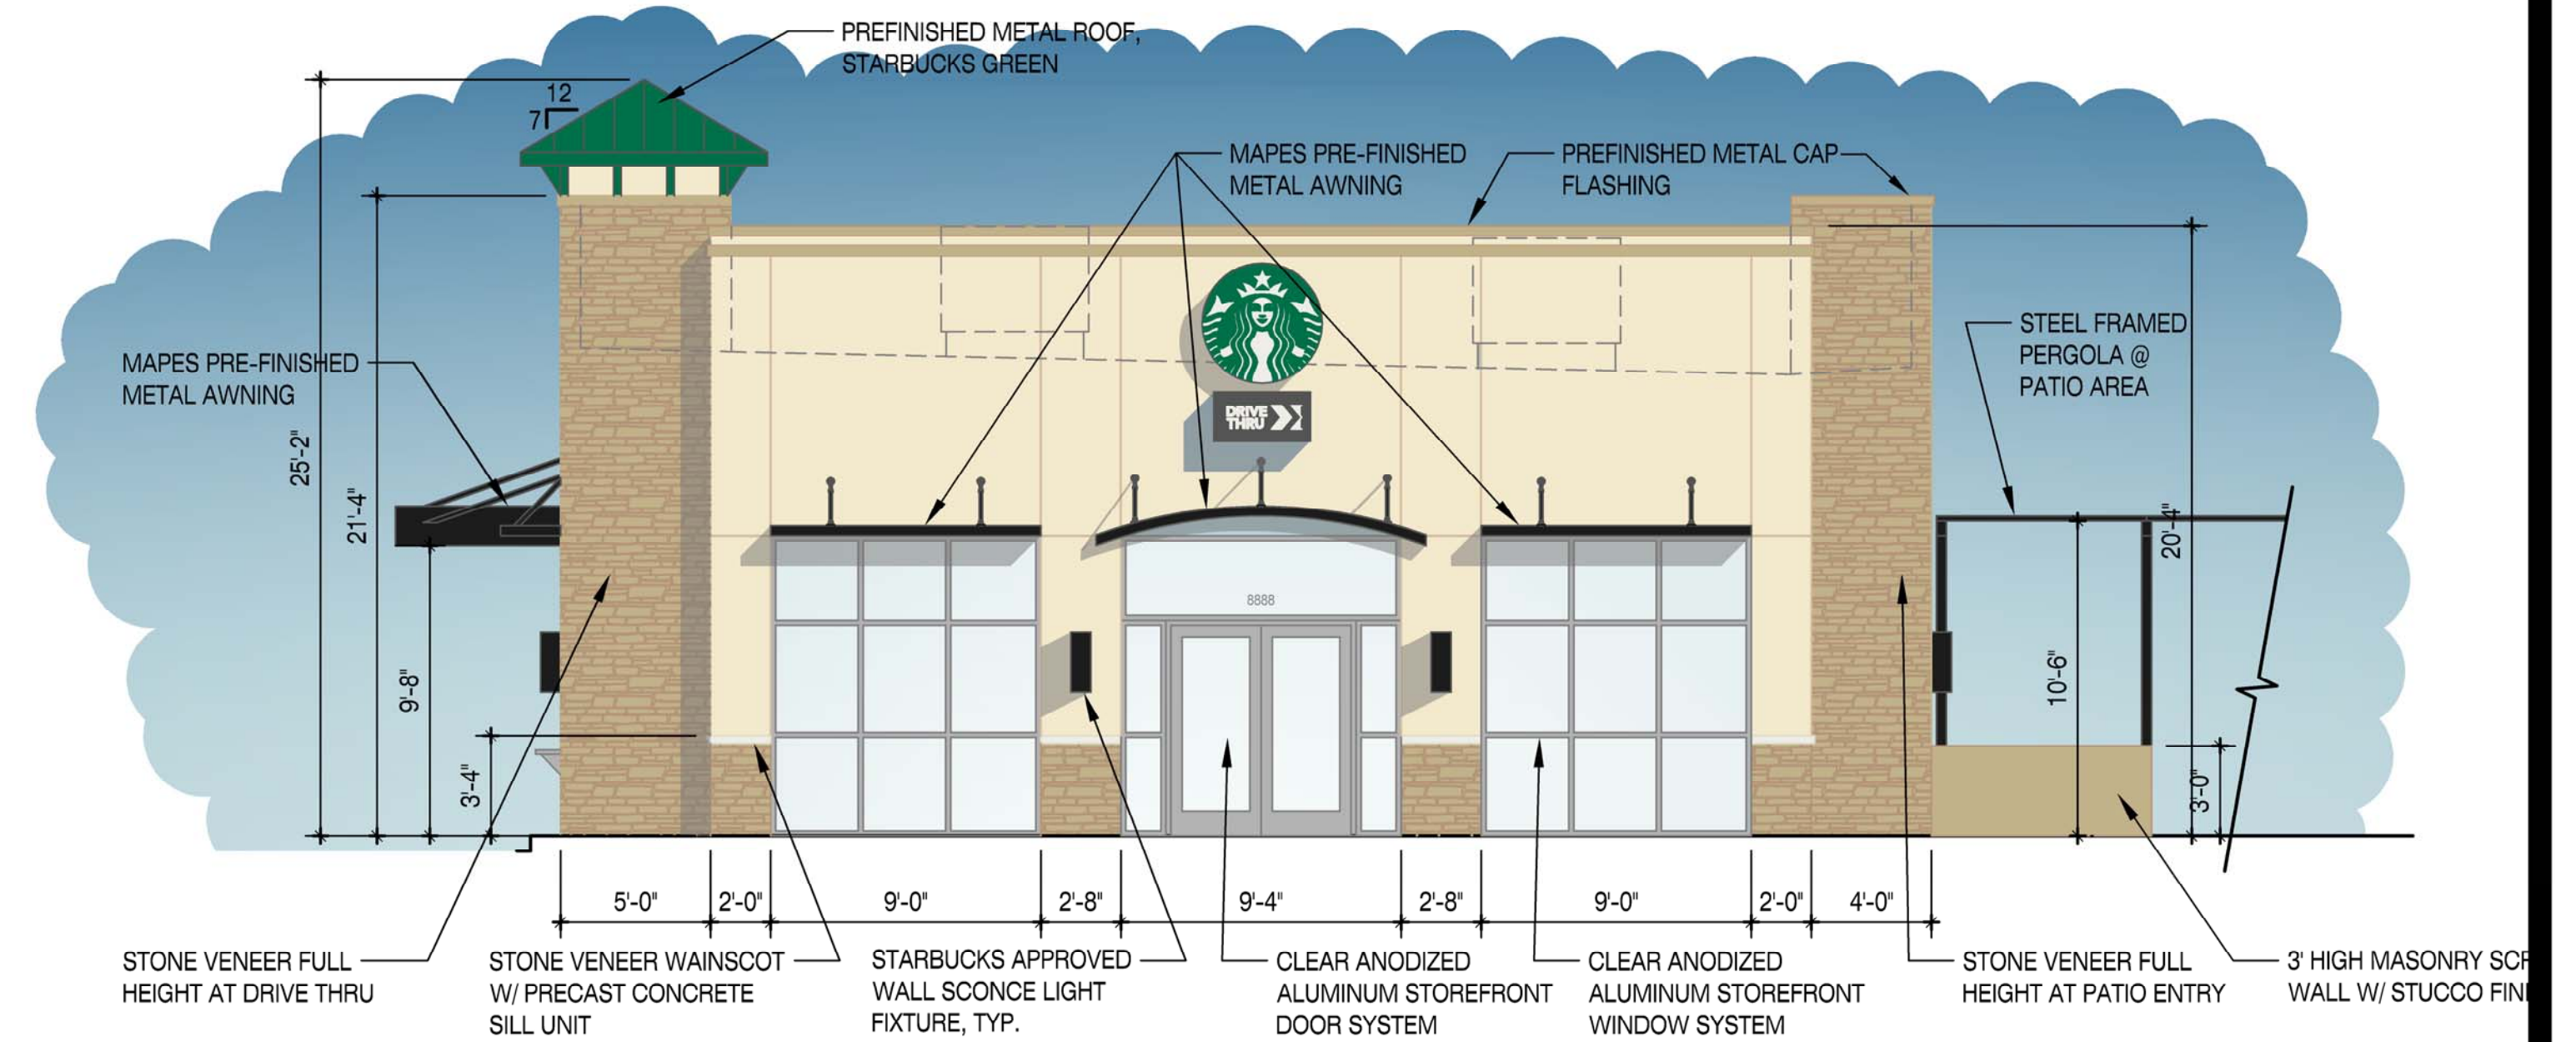 PREFINISHED METAL ROOF,
STARBUCKS GREEN
12
7
MAPES PRE-FINISHED
METAL AWNING
PREFINISHED METAL CAP
FLASHING
STEEL FRAMED
PERGOLA @
PATIO AREA
MAPES PRE-FINISHED
METAL AWNING
DRIVE
THRU
25'-2"
21'-4"
9'-8"
3'-4"
8888
20'-4"
10'-6"
3'-0"
5'-0"
2'-0"
9'-0"
2'-8"
9'-4"
2'-8"
9'-0"
2'-0"
4'-0"
STONE VENEER FULL
HEIGHT AT DRIVE THRU
STONE VENEER WAINSCOT
W/ PRECAST CONCRETE
SILL UNIT
STARBUCKS APPROVED
WALL SCONCE LIGHT
FIXTURE, TYP.
CLEAR ANODIZED
ALUMINUM STOREFRONT
DOOR SYSTEM
CLEAR ANODIZED
ALUMINUM STOREFRONT
WINDOW SYSTEM
STONE VENEER FULL
HEIGHT AT PATIO ENTRY
3' HIGH MASONRY
WALL W/ STUCCO